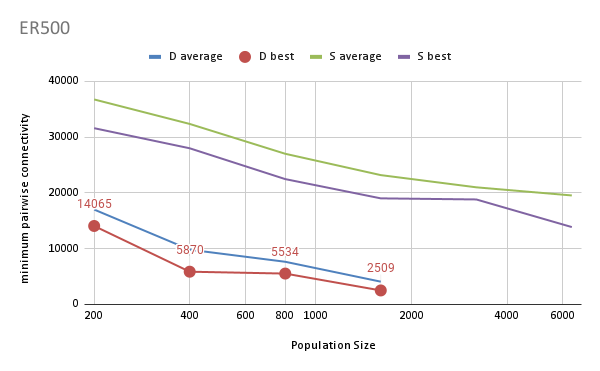 ER500
D average D best S average S best
minimum pairwise connectivity
40000
30000
20000
10000
0
14065
5870
5534
2509
200 400 600 800 1000 2000 4000 6000
Population Size